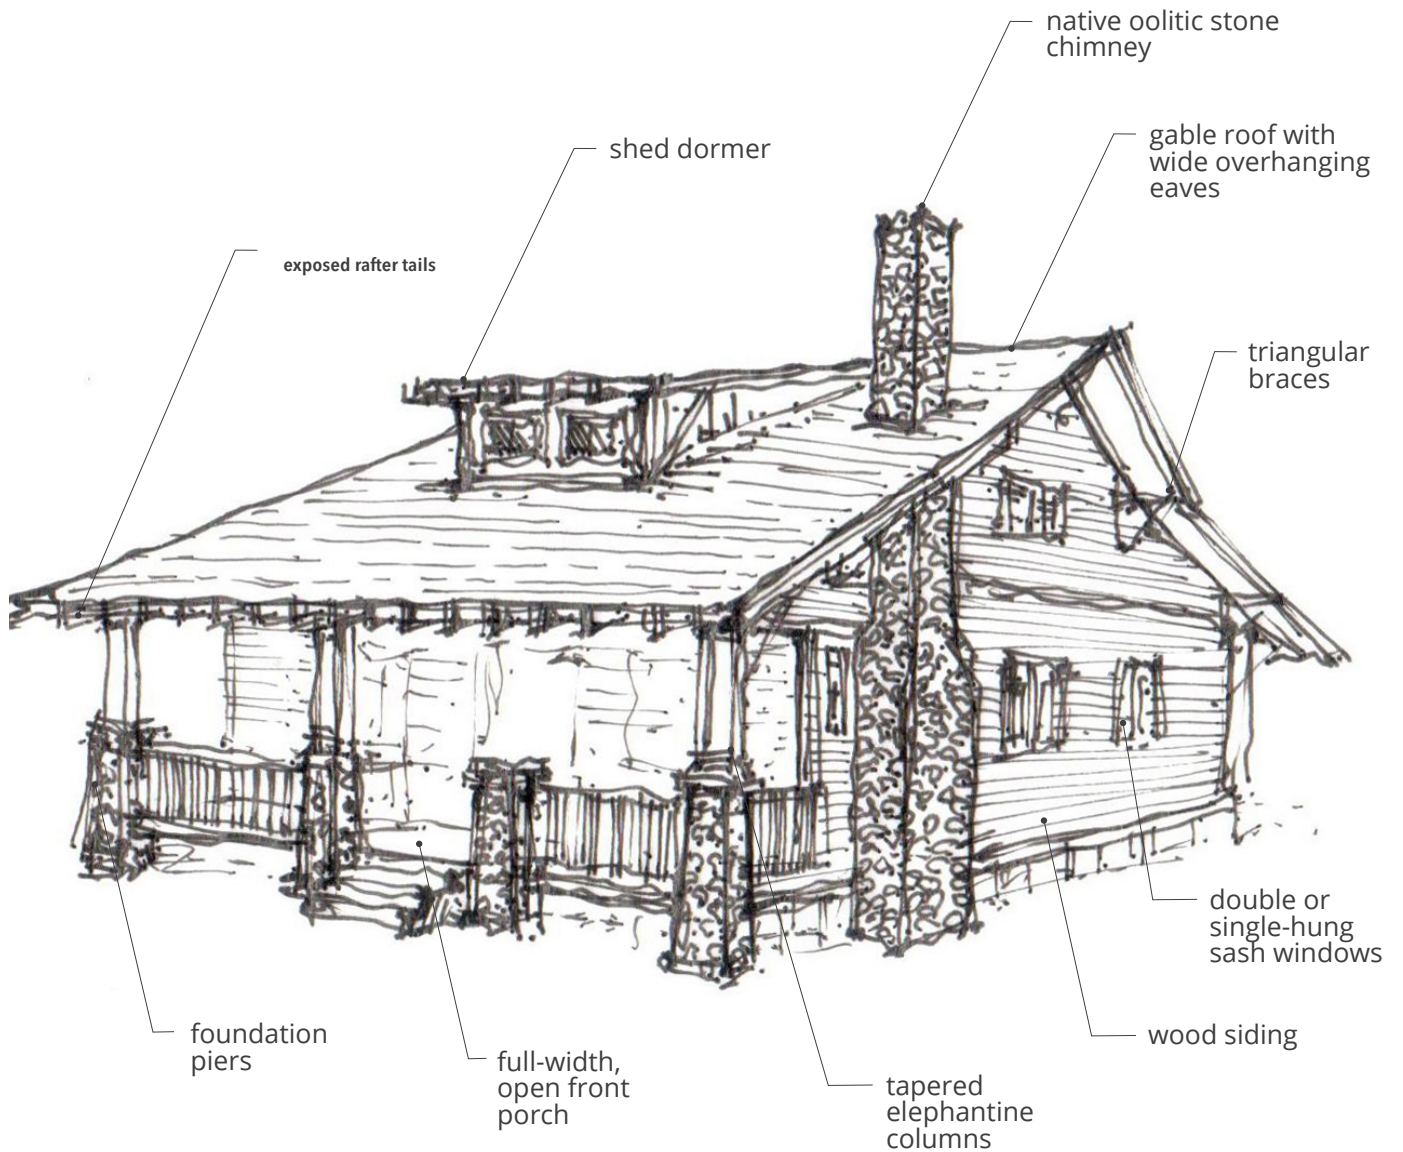 native oolitic stone
chimney
gable roof with
wide overhanging
eaves
shed dormer
exposed rafter tails
triangular
braces
double or
single-hung
sash windows
foundation
piers
full-width,
open front
porch
wood siding
tapered
elephantine
columns